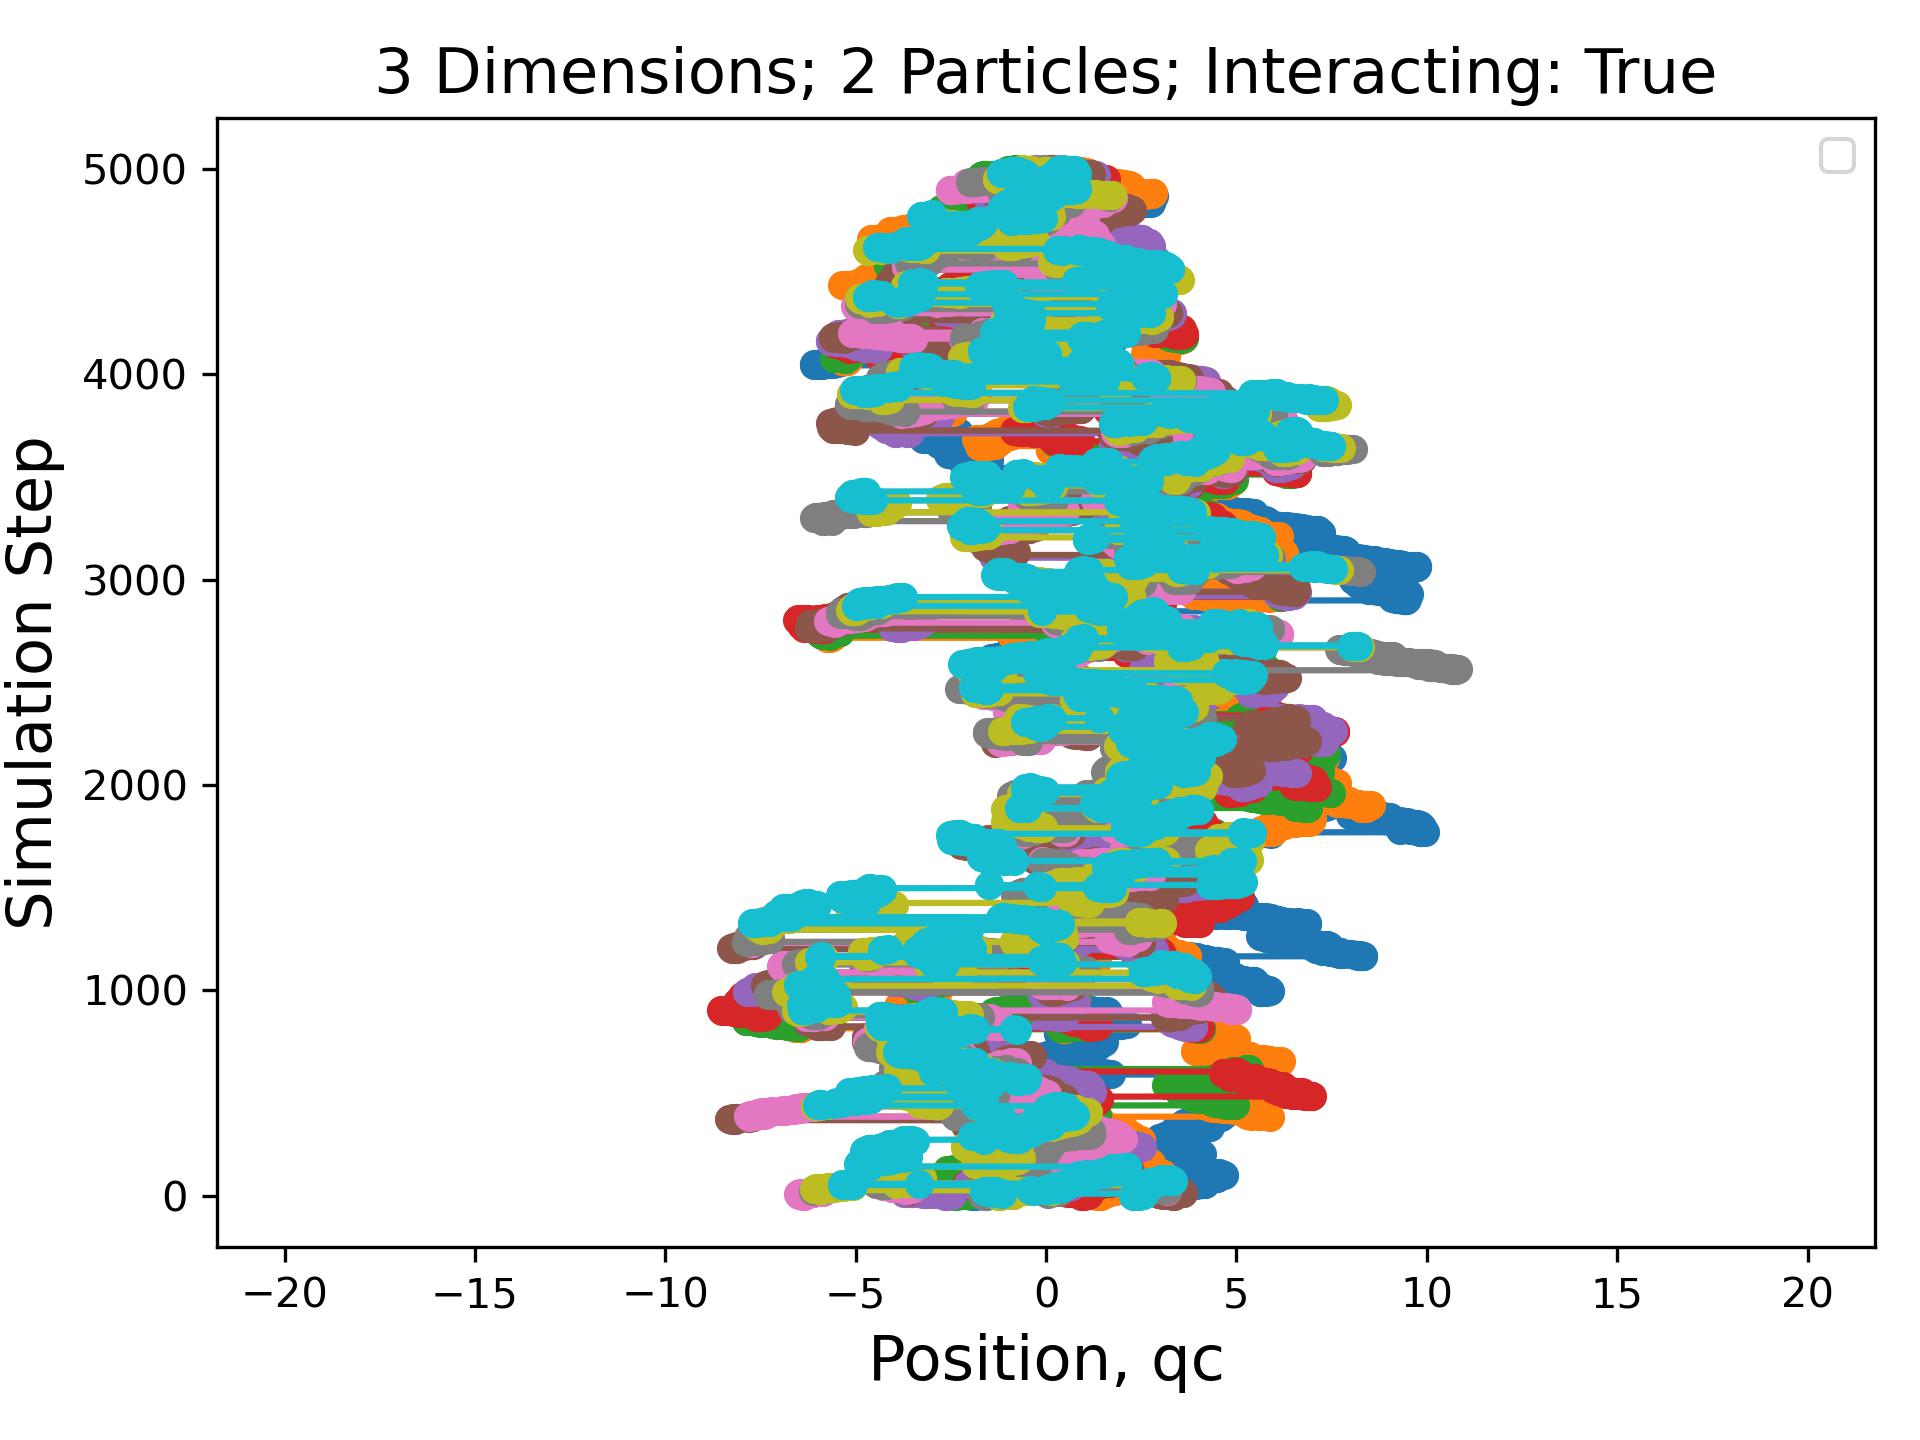 3 Dimensions; 2 Particles; Interacting: True
Simulation Step
5000
4000
3000
2000
1000
0
−20 −15 −10 −5 0 5 10 15 20
Position, qc